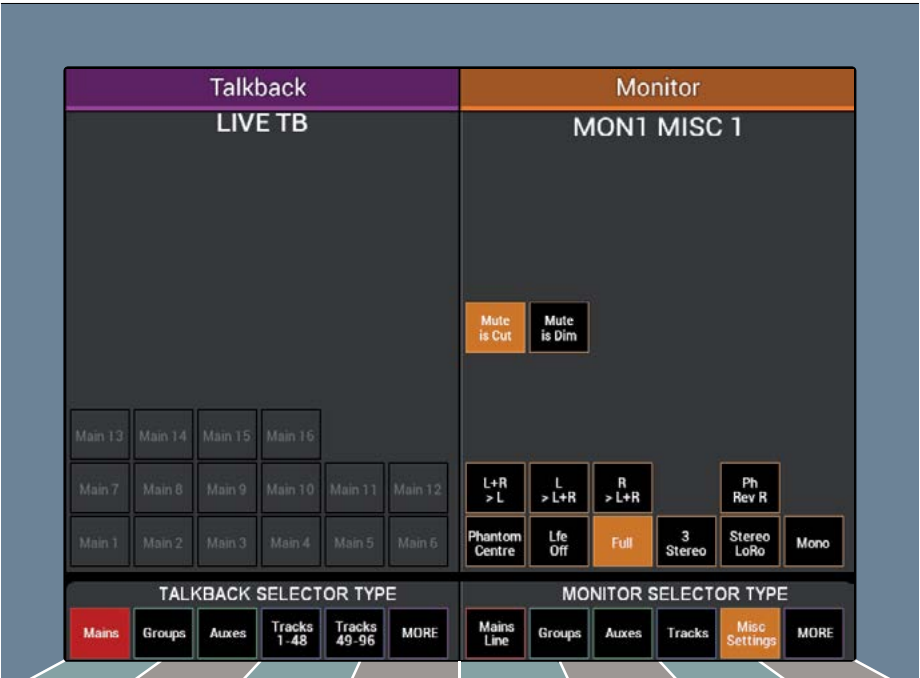 Talkback
Monitor
LIVE TB
MON1 MISC 1
Mute
is Cut
Mute
is Dim
Main 13 Main 14 Main 15 Main 16
Main 7 Main 8 Main 9 Main 10 Main 11 Main 12
L+R
> L
L
> L+R
R
> L+R
Ph
Rev R
Main 1 Main 2 Main 3 Main 4 Main 5 Main 6
Phantom
Centre
Lfe
Off
Full
3
Stereo
Stereo
LoRo
Mono
TALKBACK SELECTOR TYPE
MONITOR SELECTOR TYPE
Mains
Groups
Auxes
Tracks
1-48
Tracks
49-96
MORE
Mains
Line
Groups
Auxes
Tracks
Misc
Settings
MORE